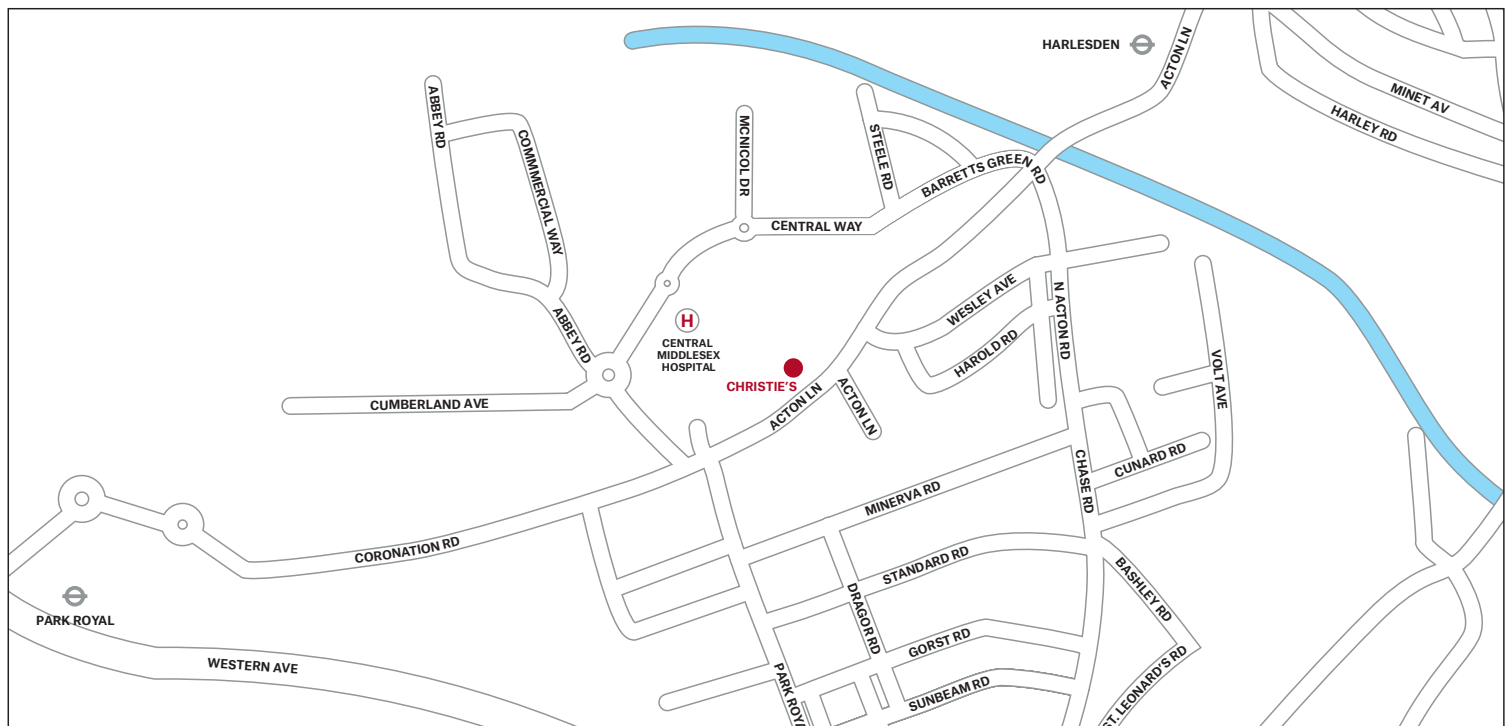 HARLESDEN
ACTON LN
MINET AV
HARLEY RD
ABBEY RD
COMMMERCIAL WAY
MCNICOL DR
STEELE RD
BARRETTS GREEN RD
CENTRAL WAY
WESLEY AVE
N ACTON RD
HAROLD RD
VOLT AVE
ABBEY RD
H
CENTRAL
MIDDLESEX
HOSPITAL
CHRISTIE'S
CUMBERLAND AVE
ACTON LN
ACTON LN
CUNARD RD
CHASE RD
MINERVA RD
CORONATION RD
STANDARD RD
BASHLEY RD
DRAGOR RD
PARK ROYAL
GORST RD
WESTERN AVE
PARK ROYA
SUNBEAM RD
ST. LEONARD'S RD